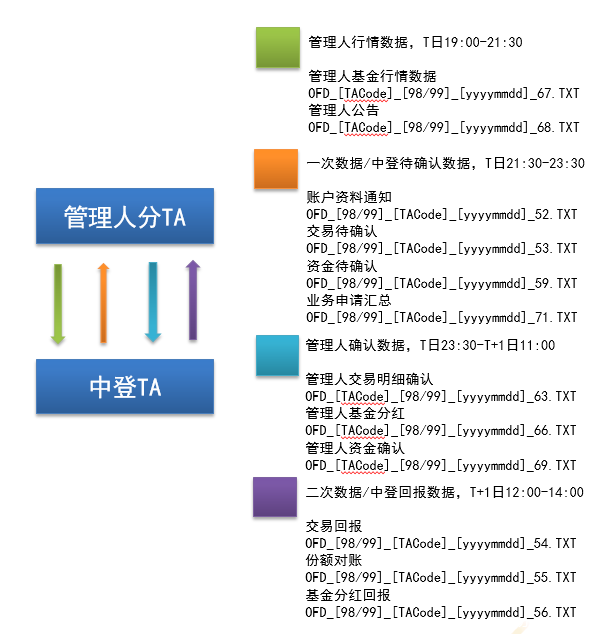 管理人分TA
中登TA
管理人行情数据，T日19:00-21:30
管理人基金行情数据
OFD_[TACode]_[98/99]_[yyyymmdd]_67.TXT
管理人公告
OFD_[TACode]_[98/99]_[yyyymmdd]_68.TXT
一次数据/中登待确认数据，T日21:30-23:30
账户资料通知
OFD_[98/99]_[TACode]_[yyyymmdd]_52.TXT
交易待确认
OFD_[98/99]_[TACode]_[yyyymmdd]_53.TXT
资金待确认
OFD_[98/99]_[TACode]_[yyyymmdd]_59.TXT
业务申请汇总
OFD_[98/99]_[TACode]_[yyyymmdd]_71.TXT
管理人确认数据，T日23:30-T+1日11:00
管理人交易明细确认
OFD_[TACode]_[98/99]_[yyyymmdd]_63.TXT
管理人基金分红
OFD_[TACode]_[98/99]_[yyyymmdd]_66.TXT
管理人资金确认
OFD_[TACode]_[98/99]_[yyyymmdd]_69.TXT
二次数据/中登回报数据，T+1日12:00-14:00
交易回报
OFD_[98/99]_[TACode]_[yyyymmdd]_54.TXT
份额对账
OFD_[98/99]_[TACode]_[yyyymmdd]_55.TXT
基金分红回报
OFD_[98/99]_[TACode]_[yyyymmdd]_56.TXT